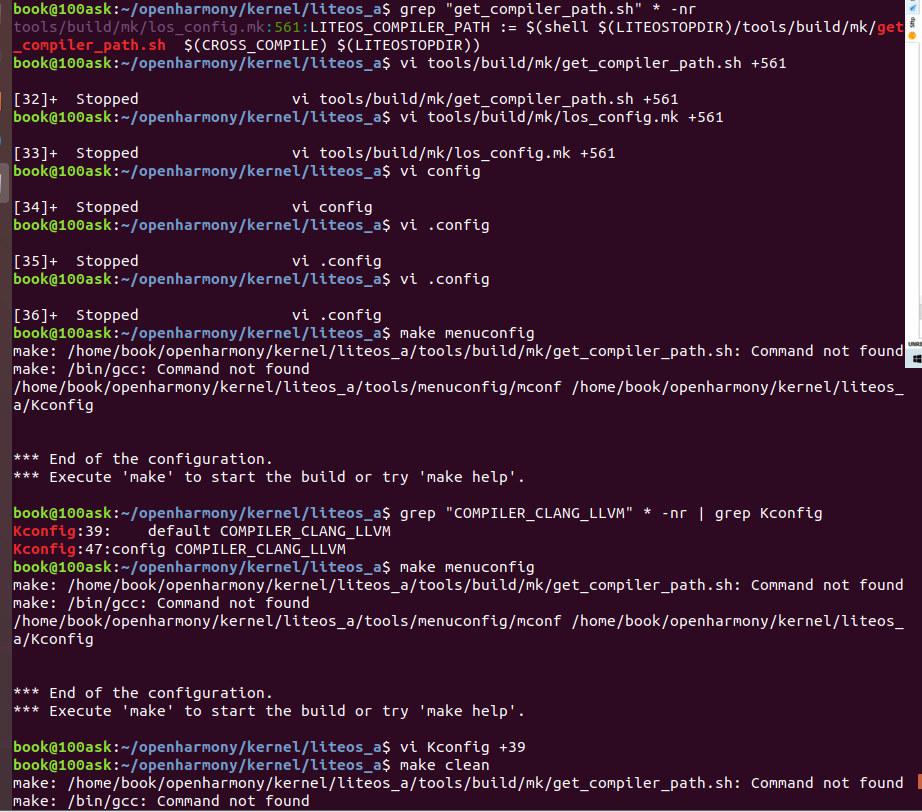 book@100ask:~/openharmony/kernel/liteos_a$ grep "get_compiler_path.sh" * -nr
tools/build/mk/los_config.mk:561:LITEOS_COMPILER_PATH := $(shell $(LITEOSTOPDIR)/tools/build/mk/get
_compiler_path.sh  $(CROSS_COMPILE) $(LITEOSTOPDIR))
book@100ask:~/openharmony/kernel/liteos_a$ vi tools/build/mk/get_compiler_path.sh +561
[32]+  Stopped                 vi tools/build/mk/get_compiler_path.sh +561
book@100ask:~/openharmony/kernel/liteos_a$ vi tools/build/mk/los_config.mk +561
[33]+  Stopped                 vi tools/build/mk/los_config.mk +561
book@100ask:~/openharmony/kernel/liteos_a$ vi config
[34]+  Stopped                 vi config
book@100ask:~/openharmony/kernel/liteos_a$ vi .config
[35]+  Stopped                 vi .config
book@100ask:~/openharmony/kernel/liteos_a$ vi .config
[36]+  Stopped                 vi .config
book@100ask:~/openharmony/kernel/liteos_a$ make menuconfig
make: /home/book/openharmony/kernel/liteos_a/tools/build/mk/get_compiler_path.sh: Command not found
make: /bin/gcc: Command not found
/home/book/openharmony/kernel/liteos_a/tools/menuconfig/mconf /home/book/openharmony/kernel/liteos_
a/Kconfig
*** End of the configuration.
*** Execute 'make' to start the build or try 'make help'.
book@100ask:~/openharmony/kernel/liteos_a$ grep "COMPILER_CLANG_LLVM" * -nr | grep Kconfig
Kconfig:39:    default COMPILER_CLANG_LLVM
Kconfig:47:config COMPILER_CLANG_LLVM
book@100ask:~/openharmony/kernel/liteos_a$ make menuconfig
make: /home/book/openharmony/kernel/liteos_a/tools/build/mk/get_compiler_path.sh: Command not found
make: /bin/gcc: Command not found
/home/book/openharmony/kernel/liteos_a/tools/menuconfig/mconf /home/book/openharmony/kernel/liteos_
a/Kconfig
*** End of the configuration.
*** Execute 'make' to start the build or try 'make help'.
book@100ask:~/openharmony/kernel/liteos_a$ vi Kconfig +39
book@100ask:~/openharmony/kernel/liteos_a$ make clean
make: /home/book/openharmony/kernel/liteos_a/tools/build/mk/get_compiler_path.sh: Command not found
make: /bin/gcc: Command not found